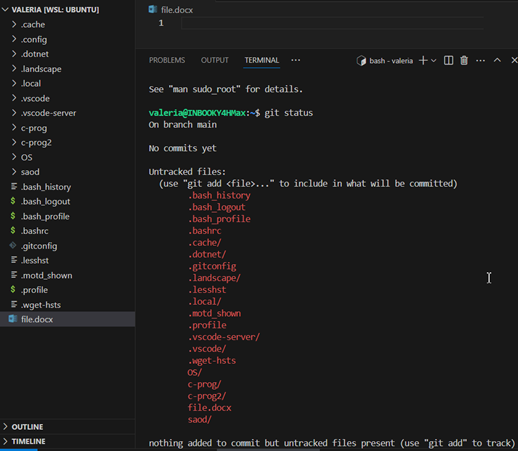 VALERIA [WSL: UBUNTU]
.cache
.config
.dotnet
.landscape
.local
.vscode
.vscode-server
c-prog
c-prog2
OS
saod
.bash_history
$ .bash_logout
$ .bash_profile
$ .bashrc
.gitconfig
.lesshst
.motd_shown
$ .profile
.wget-hsts
file.docx
OUTLINE
TIMELINE
file.docx
1
PROBLEMS OUTPUT TERMINAL ···
bash - valeria
See "man sudo_root" for details.
valeria@INBOOKY4HMax:~$ git status
On branch main
No commits yet
Untracked files:
(use "git add <file>..." to include in what will be committed)
.bash_history
.bash_logout
.bash_profile
.bashrc
.cache/
.dotnet/
.gitconfig
.landscape/
.lesshst
.local/
.motd_shown
.profile
.vscode-server/
.vscode/
.wget-hsts
OS/
c-prog/
c-prog2/
file.docx
saod/
nothing added to commit but untracked files present (use "git add" to track)